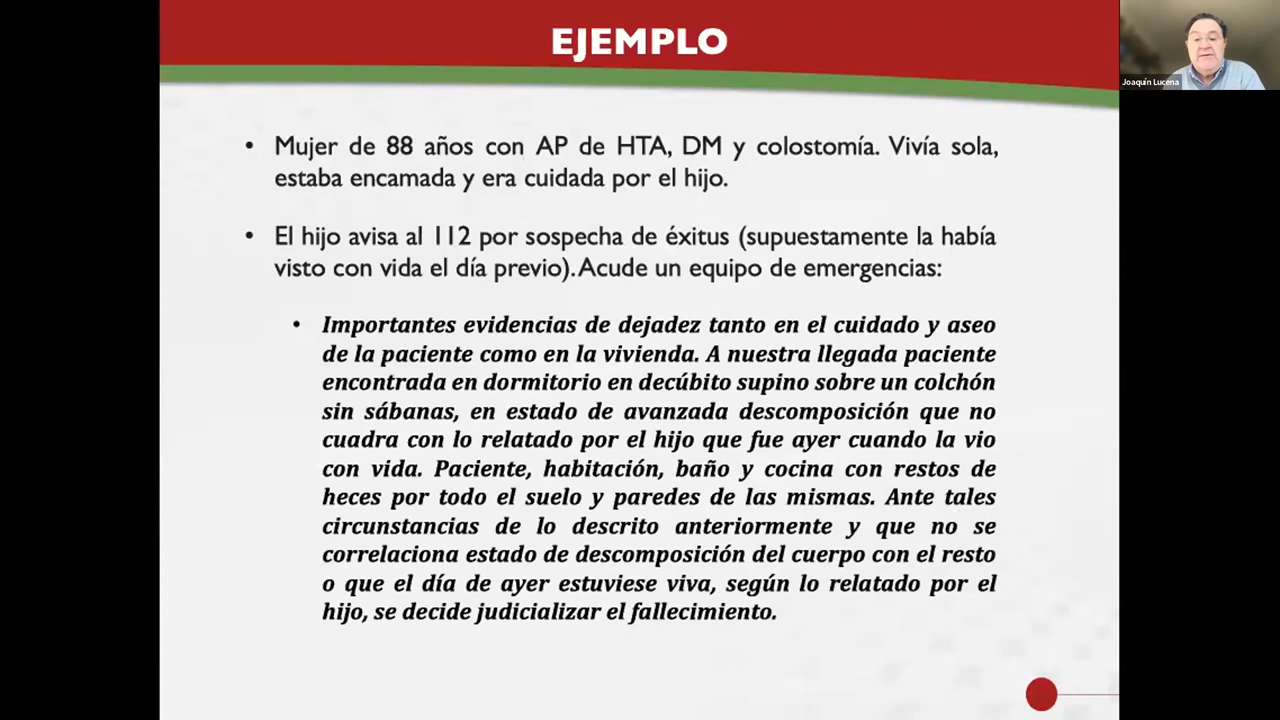 EJEMPLO
Joaquín Lucena
• Mujer de 88 años con AP de HTA, DM y colostomía. Vivía sola,
estaba encamada y era cuidada por el hijo.
• El hijo avisa al 112 por sospecha de éxitus (supuestamente la había
visto con vida el día previo). Acude un equipo de emergencias:
• Importantes evidencias de dejadez tanto en el cuidado y aseo
de la paciente como en la vivienda. A nuestra llegada paciente
encontrada en dormitorio en decúbito supino sobre un colchón
sin sábanas, en estado de avanzada descomposición que no
cuadra con lo relatado por el hijo que fue ayer cuando la vio
con vida. Paciente, habitación, baño y cocina con restos de
heces por todo el suelo y paredes de las mismas. Ante tales
circunstancias de lo descrito anteriormente y que no se
correlaciona estado de descomposición del cuerpo con el resto
o que el día de ayer estuviese viva, según lo relatado por el
hijo, se decide judicializar el fallecimiento.